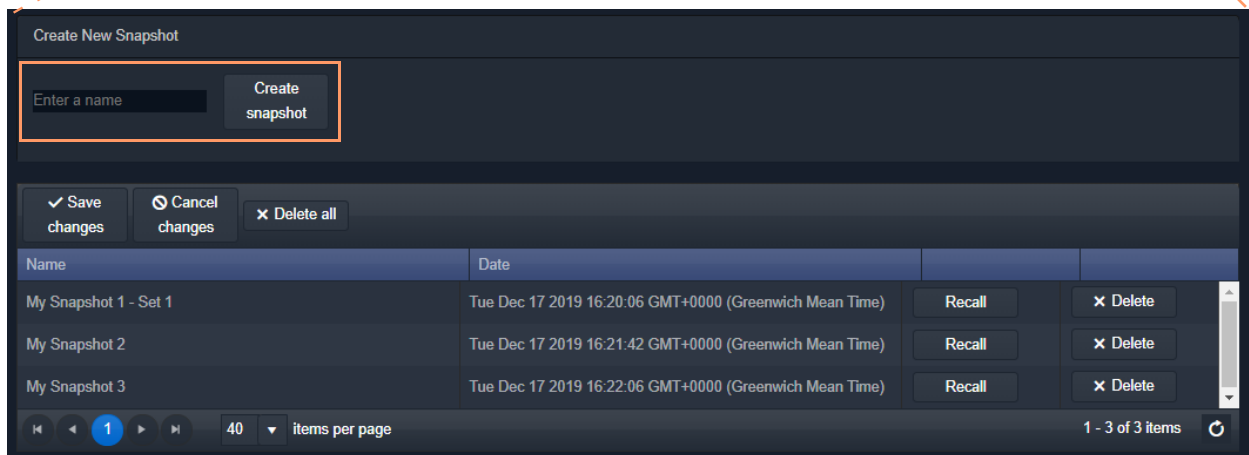 Create New Snapshot
Enter a name
Create
snapshot
Save
changes
Cancel
changes
Delete all
Name Date
My Snapshot 1 - Set 1 Tue Dec 17 2019 16:20:06 GMT+0000 (Greenwich Mean Time) Recall Delete
My Snapshot 2 Tue Dec 17 2019 16:21:42 GMT+0000 (Greenwich Mean Time) Recall Delete
My Snapshot 3 Tue Dec 17 2019 16:22:06 GMT+0000 (Greenwich Mean Time) Recall Delete
1 40 items per page 1 - 3 of 3 items